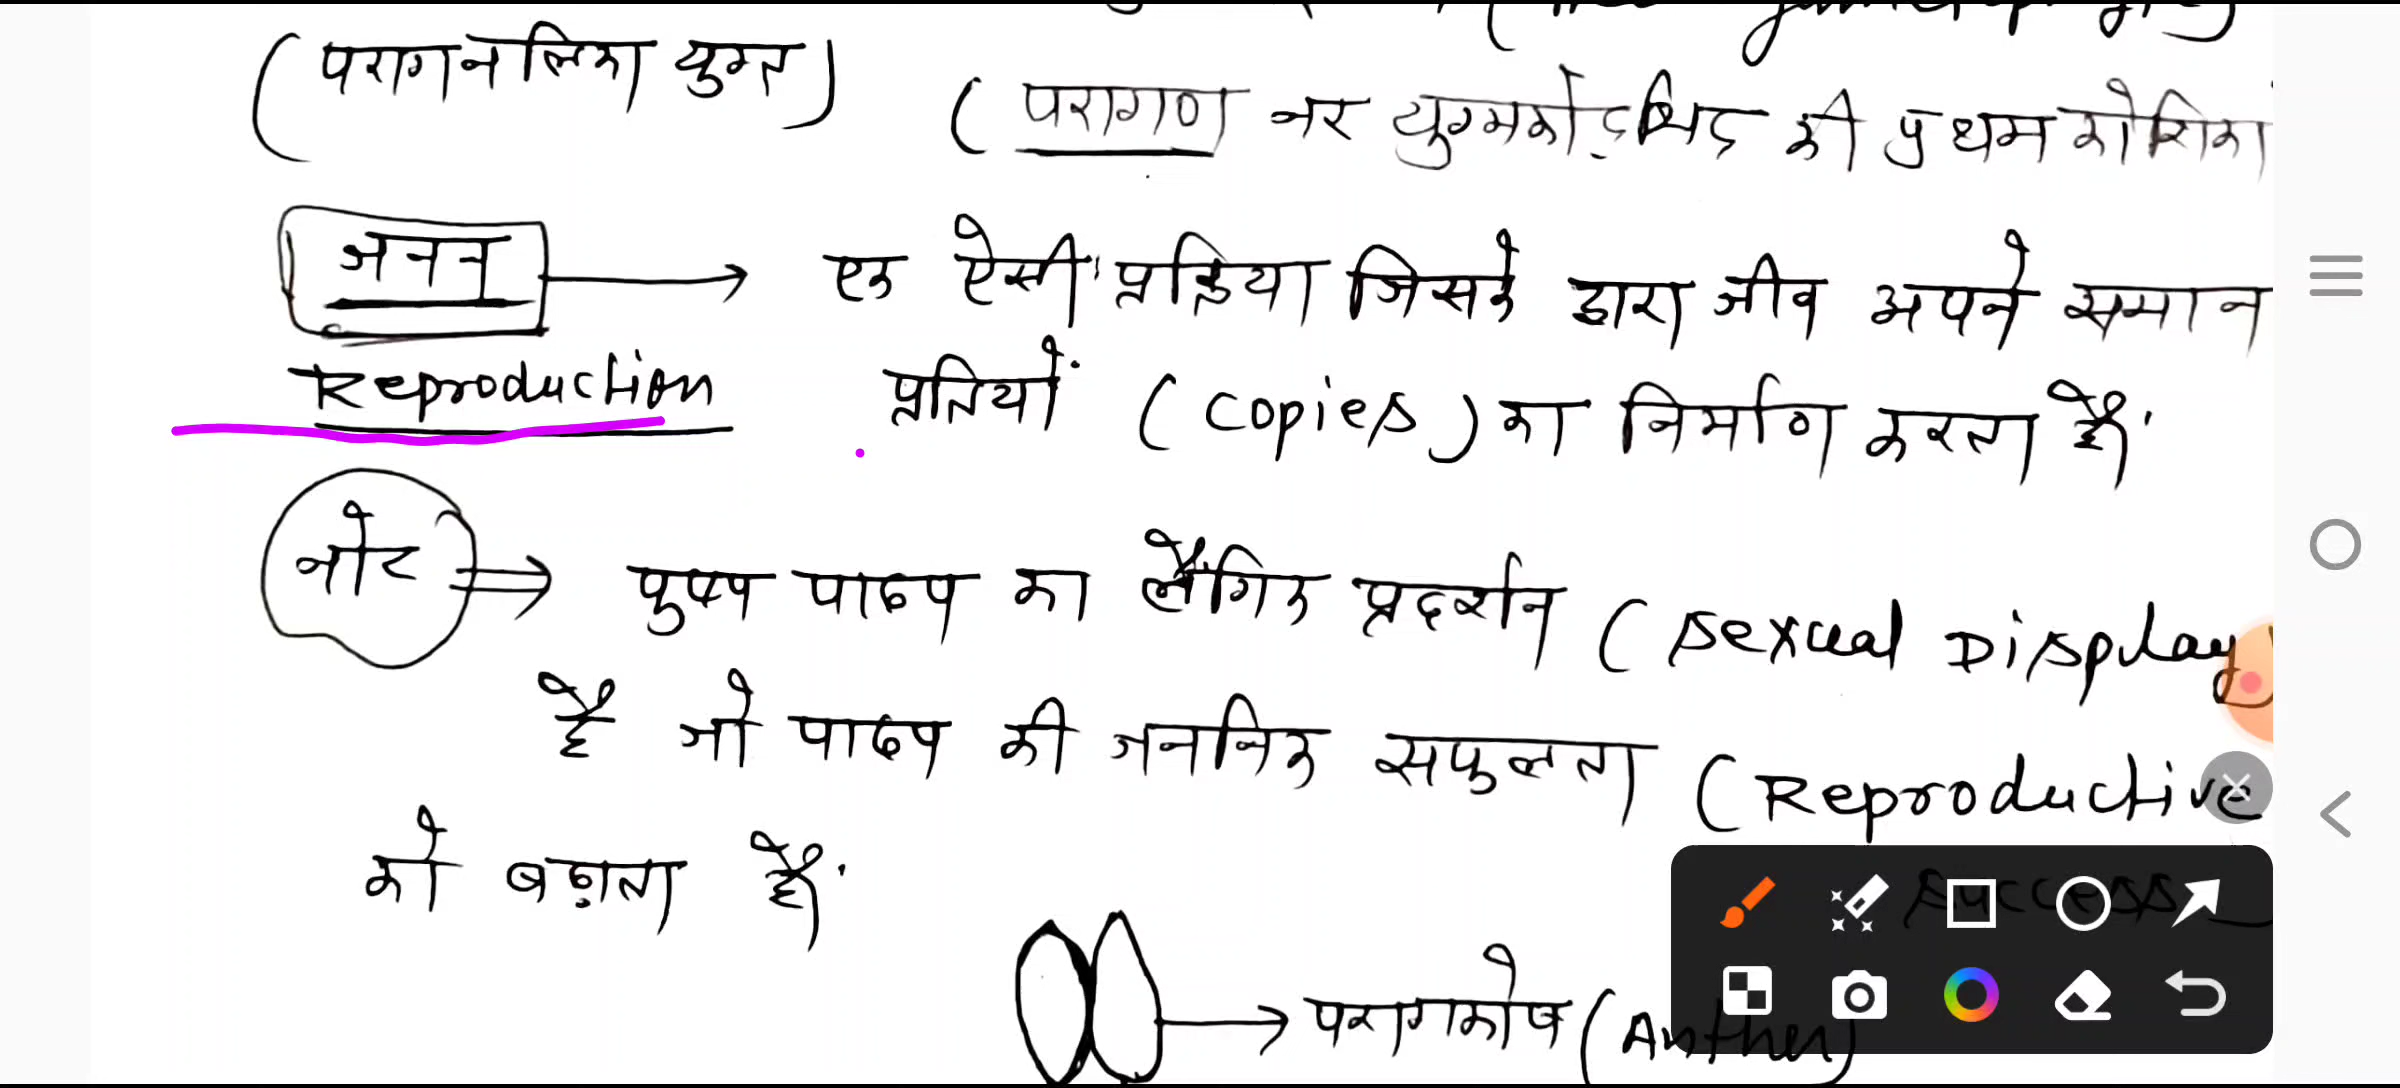 (परागनलिका युग्त)
(परागण नर युग्मकोद्भिद की प्रथम कोशिका
जनन → एक ऐसी प्रक्रिया जिसके द्वारा जीव अपने समान
Reproduction प्रतियों (copies) का निर्माण करता है।
नोट ⇒ पुष्प पादप का लैंगिक प्रदर्शन (Sexual Display)
है जो पादप की जननिक सफलता (Reproductive
success
को बढ़ाता है।
→ परागकोष (Anther)